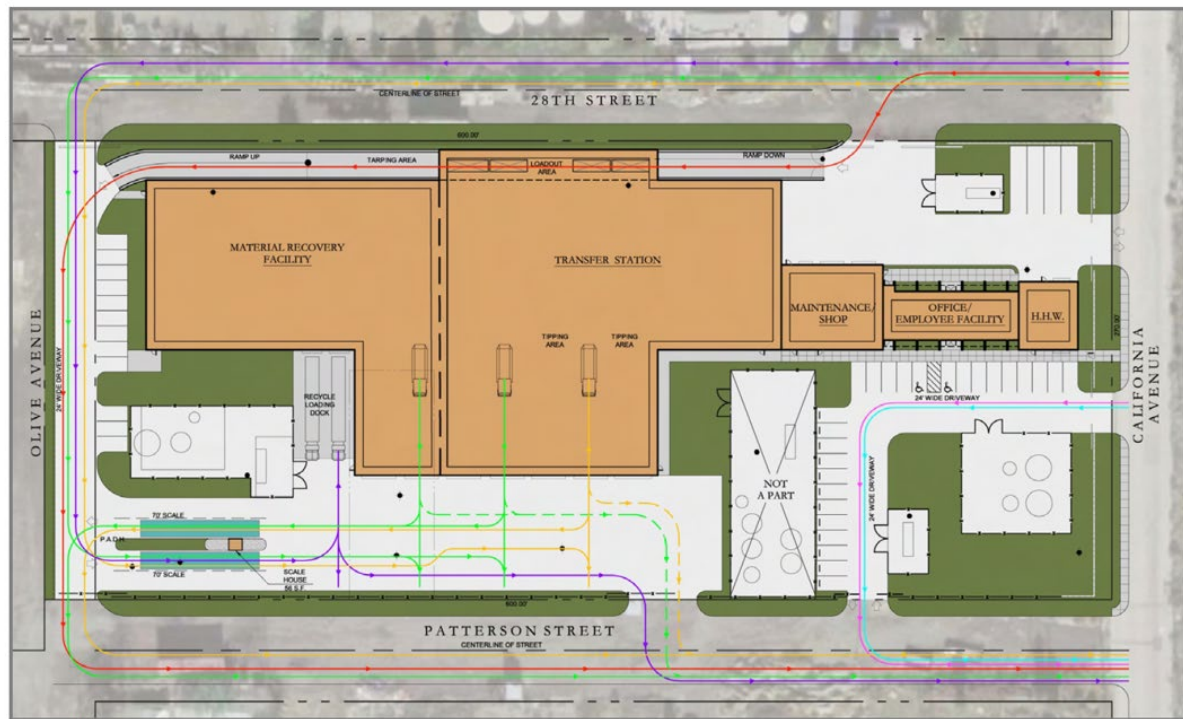 CENTERLINE OF STREET
28TH STREET
600.00'
RAMP UP
TARPING AREA
LOADOUT
AREA
RAMP DOWN
MATERIAL RECOVERY
FACILITY
TRANSFER STATION
MAINTENANCE/
SHOP
OFFICE/
EMPLOYEE FACILITY
H.H.W.
270.00'
OLIVE AVENUE
24' WIDE DRIVEWAY
CALIFORNIA
AVENUE
TIPPING
AREA
TIPPING
AREA
RECYCLE
LOADING
DOCK
24' WIDE DRIVEWAY
NOT
A PART
24' WIDE DRIVEWAY
70' SCALE
70' SCALE
SCALE
HOUSE
56 S.F.
600.00'
PATTERSON STREET
CENTERLINE OF STREET